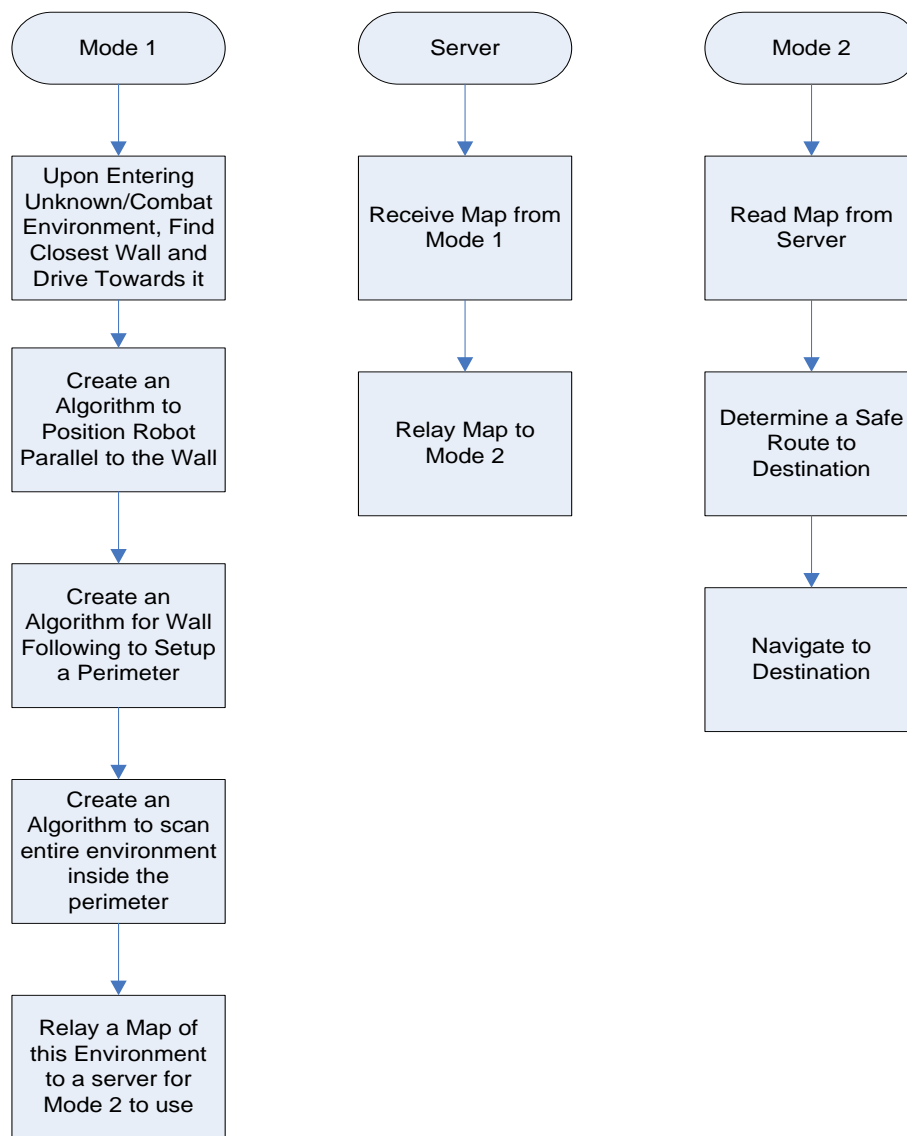 Mode 1
Upon Entering
Unknown/Combat
Environment, Find
Closest Wall and
Drive Towards it
Create an
Algorithm to
Position Robot
Parallel to the Wall
Create an
Algorithm for Wall
Following to Setup
a Perimeter
Create an
Algorithm to scan
entire environment
inside the
perimeter
Relay a Map of
this Environment
to a server for
Mode 2 to use
Server
Receive Map from
Mode 1
Relay Map to
Mode 2
Mode 2
Read Map from
Server
Determine a Safe
Route to
Destination
Navigate to
Destination